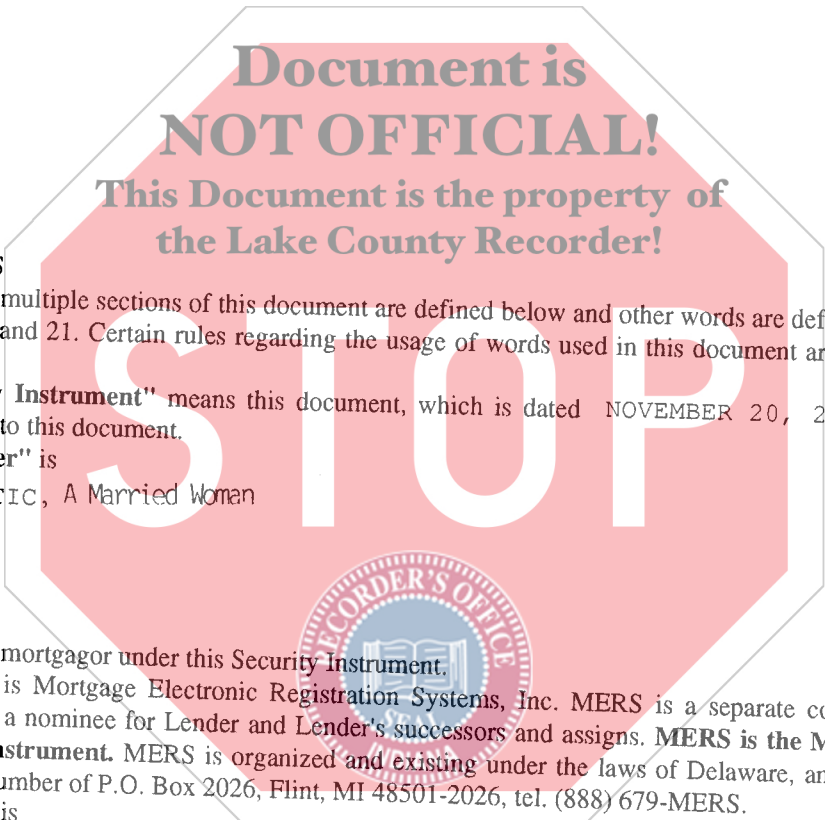 Document is
NOT OFFICIAL!
This Document is the property of
the Lake County Recorder!
S
multiple sections of this document are defined below and other words are def
and 21. Certain rules regarding the usage of words used in this document ar
Instrument" means this document, which is dated NOVEMBER 20, 2
to this document.
er" is
TIC, A Married Woman
STOP
RECORDER'S OFFICE
SEAL
mortgagor under this Security Instrument.
is Mortgage Electronic Registration Systems, Inc. MERS is a separate co
a nominee for Lender and Lender's successors and assigns. MERS is the M
nstrument. MERS is organized and existing under the laws of Delaware, an
umber of P.O. Box 2026, Flint, MI 48501-2026, tel. (888) 679-MERS.
is